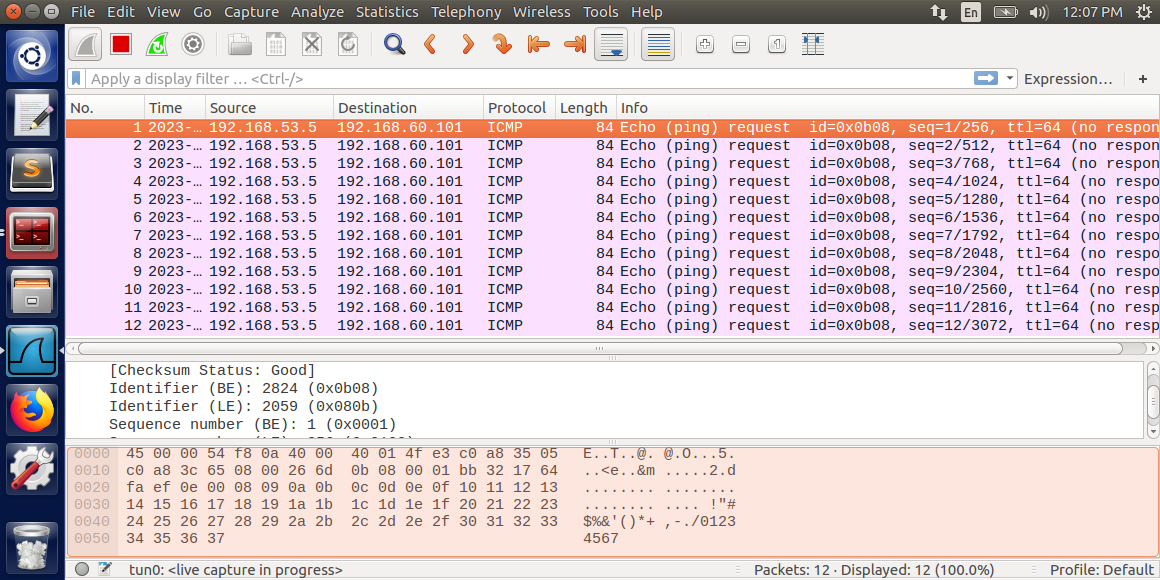 File Edit View Go Capture Analyze Statistics Telephony Wireless Tools Help En 12:07 PM
Apply a display filter … <Ctrl-/> Expression… +
No. Time Source Destination Protocol Length Info
1 2023-… 192.168.53.5 192.168.60.101 ICMP 84 Echo (ping) request id=0x0b08, seq=1/256, ttl=64 (no respon
2 2023-… 192.168.53.5 192.168.60.101 ICMP 84 Echo (ping) request id=0x0b08, seq=2/512, ttl=64 (no respon
3 2023-… 192.168.53.5 192.168.60.101 ICMP 84 Echo (ping) request id=0x0b08, seq=3/768, ttl=64 (no respon
4 2023-… 192.168.53.5 192.168.60.101 ICMP 84 Echo (ping) request id=0x0b08, seq=4/1024, ttl=64 (no respo
5 2023-… 192.168.53.5 192.168.60.101 ICMP 84 Echo (ping) request id=0x0b08, seq=5/1280, ttl=64 (no respo
6 2023-… 192.168.53.5 192.168.60.101 ICMP 84 Echo (ping) request id=0x0b08, seq=6/1536, ttl=64 (no respo
7 2023-… 192.168.53.5 192.168.60.101 ICMP 84 Echo (ping) request id=0x0b08, seq=7/1792, ttl=64 (no respo
8 2023-… 192.168.53.5 192.168.60.101 ICMP 84 Echo (ping) request id=0x0b08, seq=8/2048, ttl=64 (no respo
9 2023-… 192.168.53.5 192.168.60.101 ICMP 84 Echo (ping) request id=0x0b08, seq=9/2304, ttl=64 (no respo
10 2023-… 192.168.53.5 192.168.60.101 ICMP 84 Echo (ping) request id=0x0b08, seq=10/2560, ttl=64 (no resp
11 2023-… 192.168.53.5 192.168.60.101 ICMP 84 Echo (ping) request id=0x0b08, seq=11/2816, ttl=64 (no resp
12 2023-… 192.168.53.5 192.168.60.101 ICMP 84 Echo (ping) request id=0x0b08, seq=12/3072, ttl=64 (no resp
[Checksum Status: Good]
Identifier (BE): 2824 (0x0b08)
Identifier (LE): 2059 (0x080b)
Sequence number (BE): 1 (0x0001)
0000 45 00 00 54 f8 0a 40 00 40 01 4f e3 c0 a8 35 05 E..T..@. @.O...5.
0010 c0 a8 3c 65 08 00 26 6d 0b 08 00 01 bb 32 17 64 ..<e..&m .....2.d
0020 fa ef 0e 00 08 09 0a 0b 0c 0d 0e 0f 10 11 12 13 ........ ........
0030 14 15 16 17 18 19 1a 1b 1c 1d 1e 1f 20 21 22 23 ........ .... !"#
0040 24 25 26 27 28 29 2a 2b 2c 2d 2e 2f 30 31 32 33 $%&'()*+ ,-./0123
0050 34 35 36 37 4567
tun0: <live capture in progress> Packets: 12 · Displayed: 12 (100.0%) Profile: Default